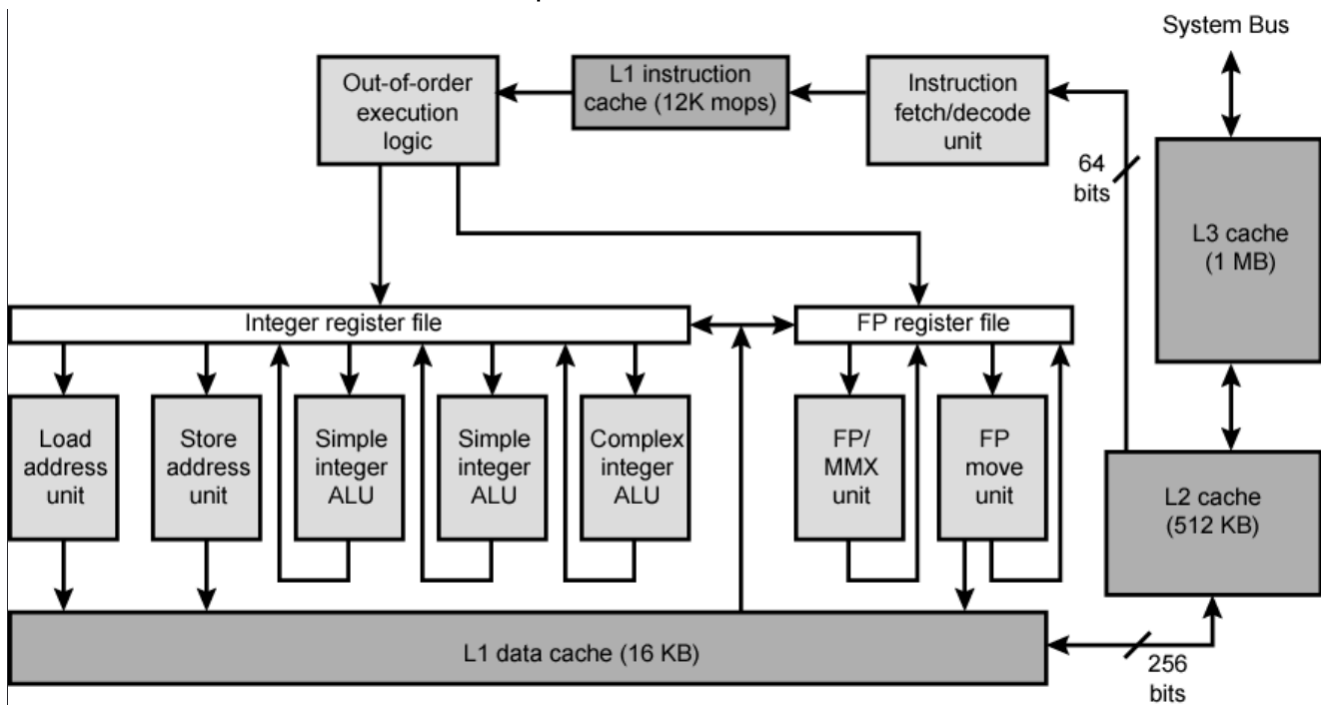 System Bus
Out-of-order
execution
logic
L1 instruction
cache (12K mops)
Instruction
fetch/decode
unit
64
bits
L3 cache
(1 MB)
Integer register file
FP register file
Load
address
unit
Store
address
unit
Simple
integer
ALU
Simple
integer
ALU
Complex
integer
ALU
FP/
MMX
unit
FP
move
unit
L2 cache
(512 KB)
L1 data cache (16 KB)
256
bits